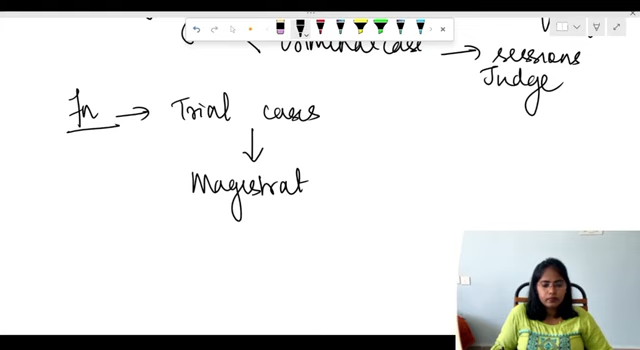 Criminal case → sessions
Judge
In → Trial cases
↓
Magistrat